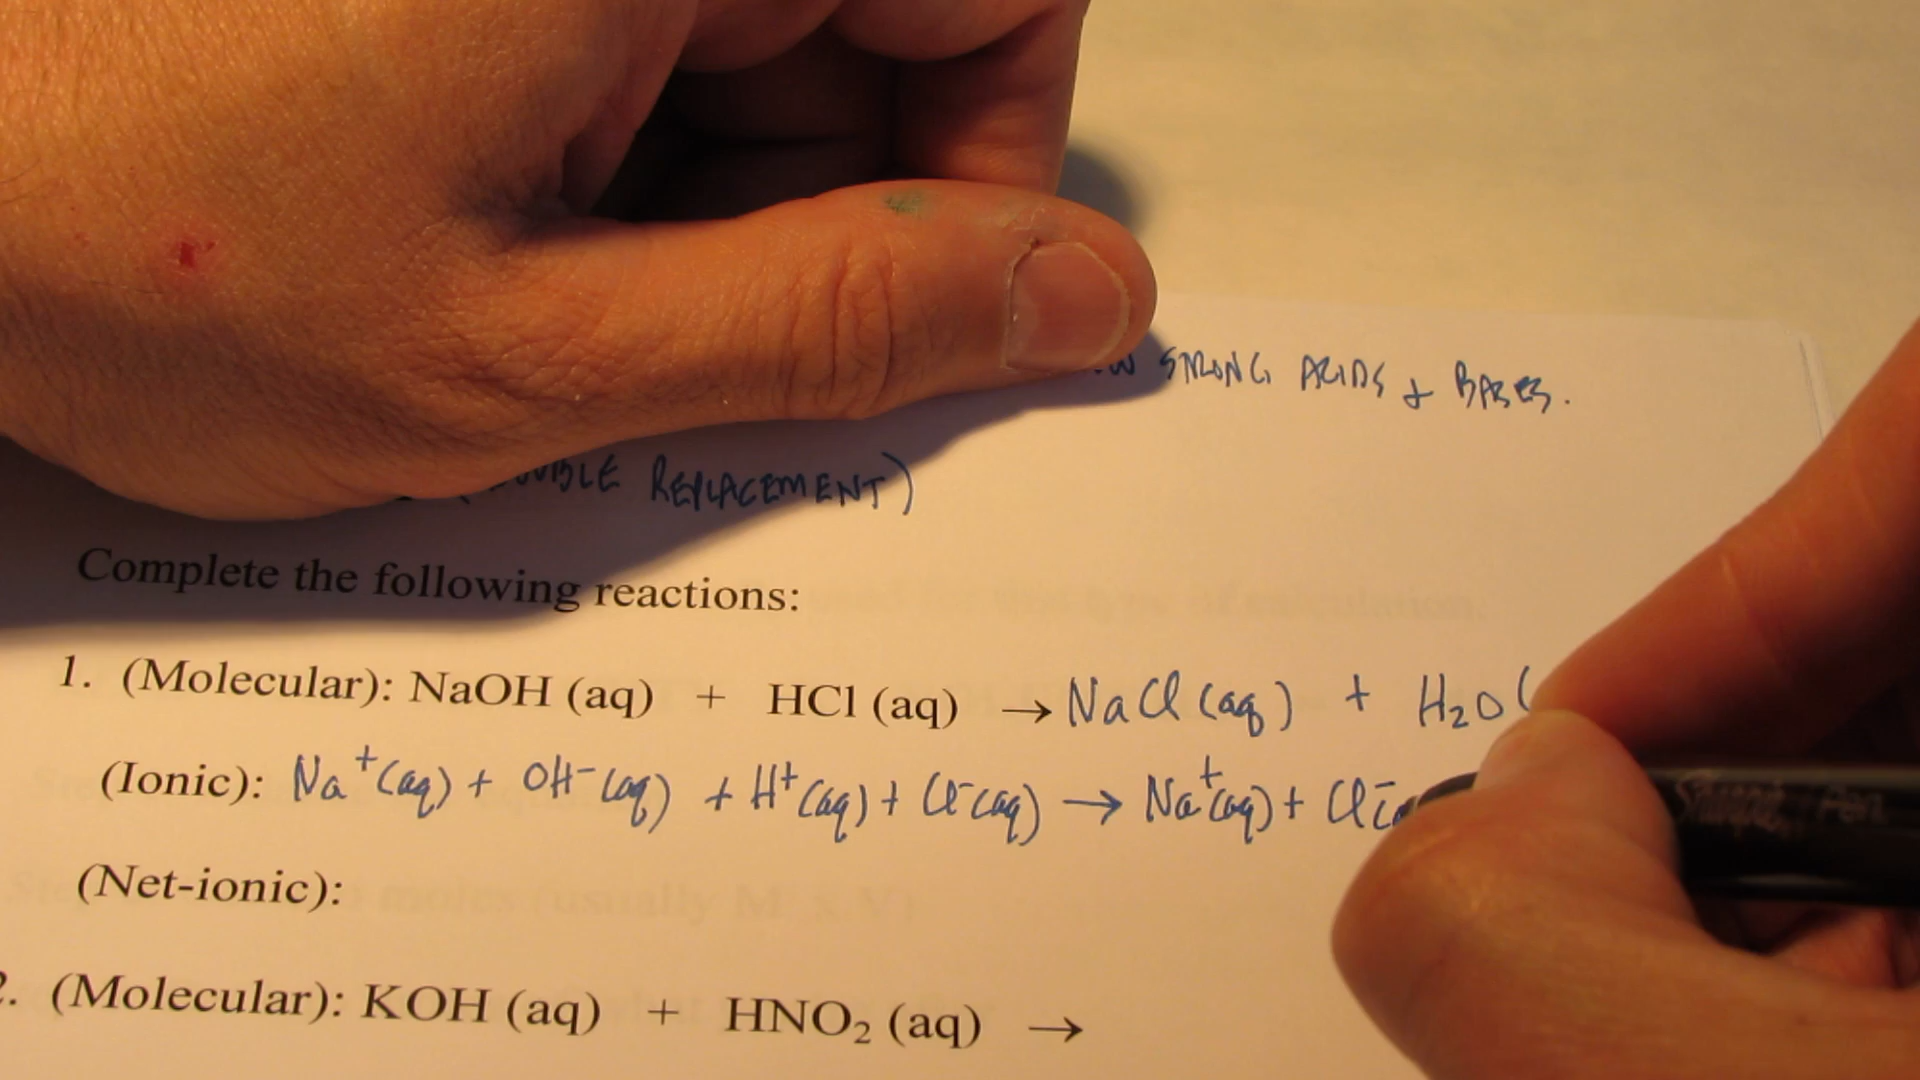 STRONG ACIDS + BASES.
REPLACEMENT)
Complete the following reactions:
1. (Molecular): NaOH (aq) + HCl (aq) → NaCl (aq) + H₂O (
(Ionic): Na⁺(aq) + OH⁻(aq) + H⁺(aq) + Cl⁻(aq) → Na⁺(aq) + Cl⁻
(Net-ionic):
2. (Molecular): KOH (aq) + HNO₂ (aq) →